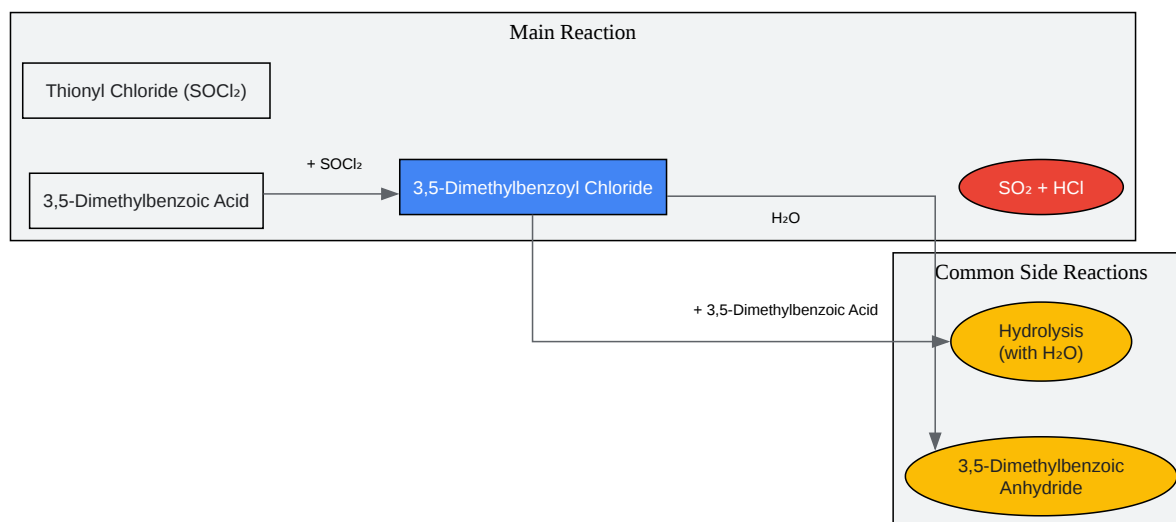 Main Reaction
Thionyl Chloride (SOCl₂)
+ SOCl₂
3,5-Dimethylbenzoic Acid
3,5-Dimethylbenzoyl Chloride
SO₂ + HCl
H₂O
Common Side Reactions
+ 3,5-Dimethylbenzoic Acid
Hydrolysis
(with H₂O)
3,5-Dimethylbenzoic
Anhydride